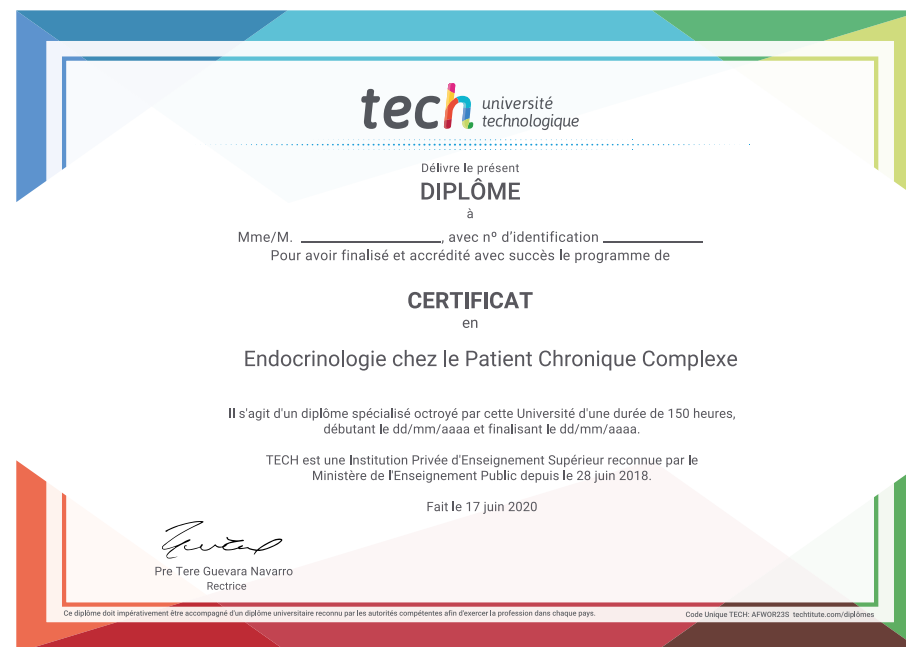 tech université
technologique
Délivre le présent
DIPLÔME
à
Mme/M. ____________________, avec nº d'identification ______________
Pour avoir finalisé et accrédité avec succès le programme de
CERTIFICAT
en
Endocrinologie chez le Patient Chronique Complexe
Il s'agit d'un diplôme spécialisé octroyé par cette Université d'une durée de 150 heures,
débutant le dd/mm/aaaa et finalisant le dd/mm/aaaa.
TECH est une Institution Privée d'Enseignement Supérieur reconnue par le
Ministère de l'Enseignement Public depuis le 28 juin 2018.
Fait le 17 juin 2020
Pre Tere Guevara Navarro
Rectrice
Ce diplôme doit impérativement être accompagné d'un diplôme universitaire reconnu par les autorités compétentes afin d'exercer la profession dans chaque pays.
Code Unique TECH: AFWOR23S techtitute.com/diplômes